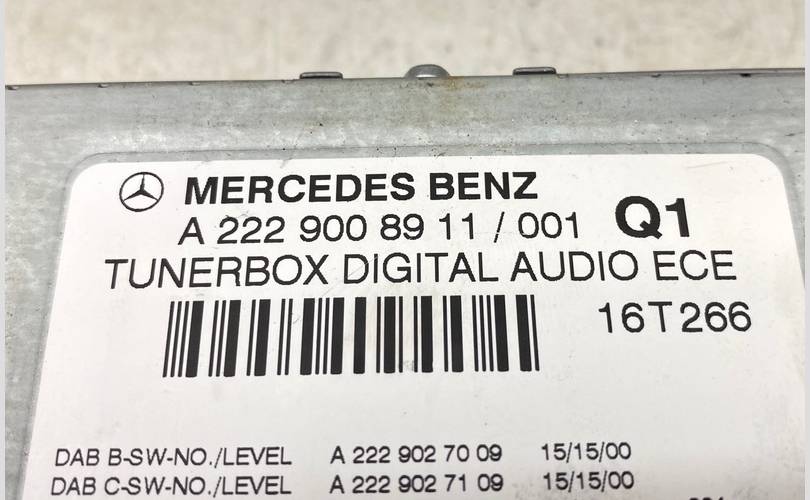 MERCEDES BENZ
A 222 900 89 11 / 001 Q1
TUNERBOX DIGITAL AUDIO ECE
16T266
DAB B-SW-NO./LEVEL A 222 902 70 09 15/15/00
DAB C-SW-NO./LEVEL A 222 902 71 09 15/15/00